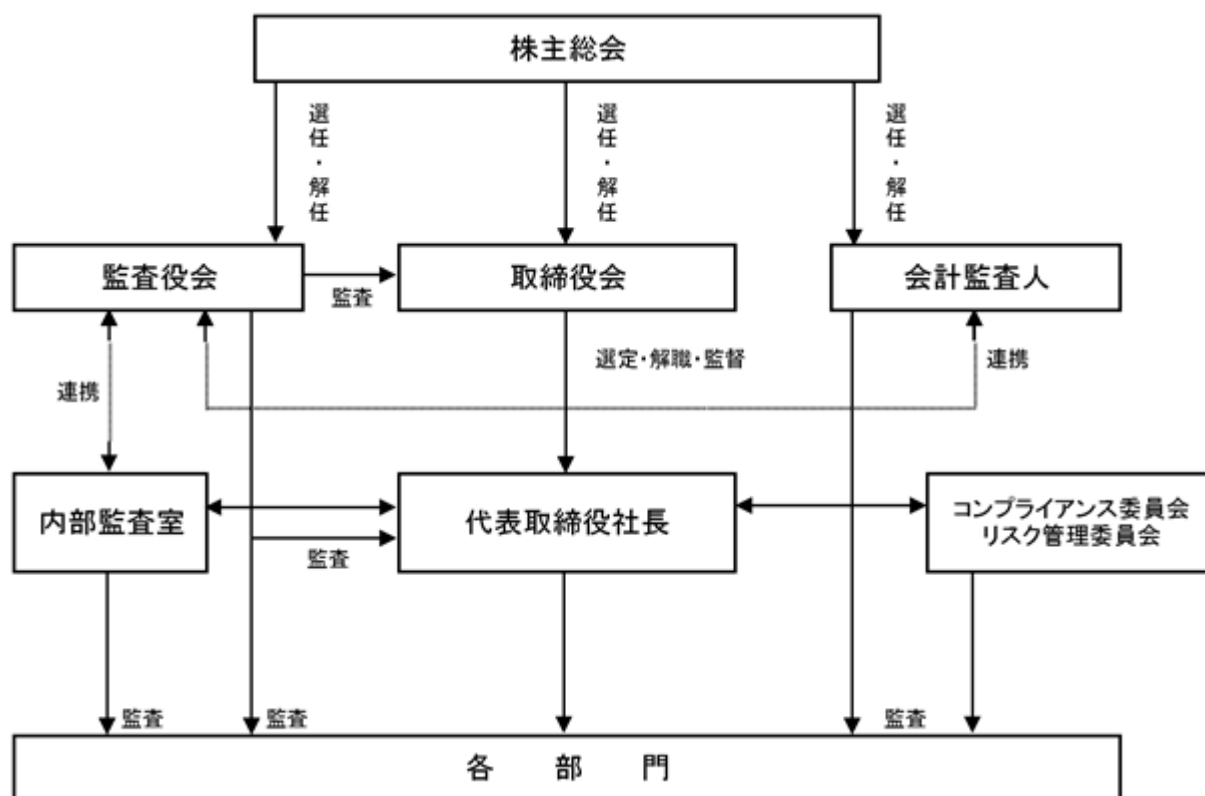 株主総会
選任・解任
選任・解任
選任・解任
監査役会
監査
取締役会
会計監査人
連携
選定・解職・監督
連携
内部監査室
監査
代表取締役社長
コンプライアンス委員会
リスク管理委員会
監査
監査
監査
各部門